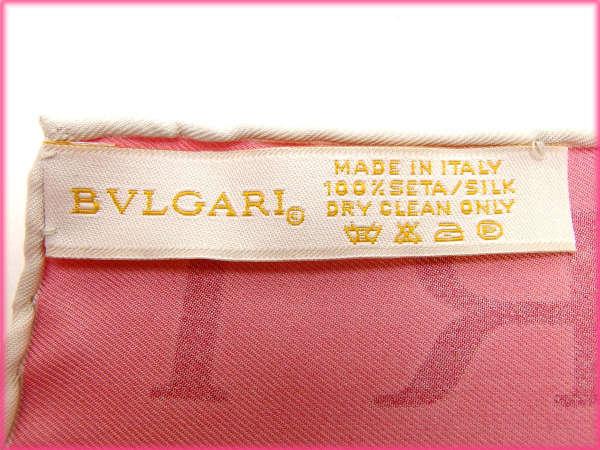 BVLGARI©
MADE IN ITALY
100% SETA/SILK
DRY CLEAN ONLY
P
I R